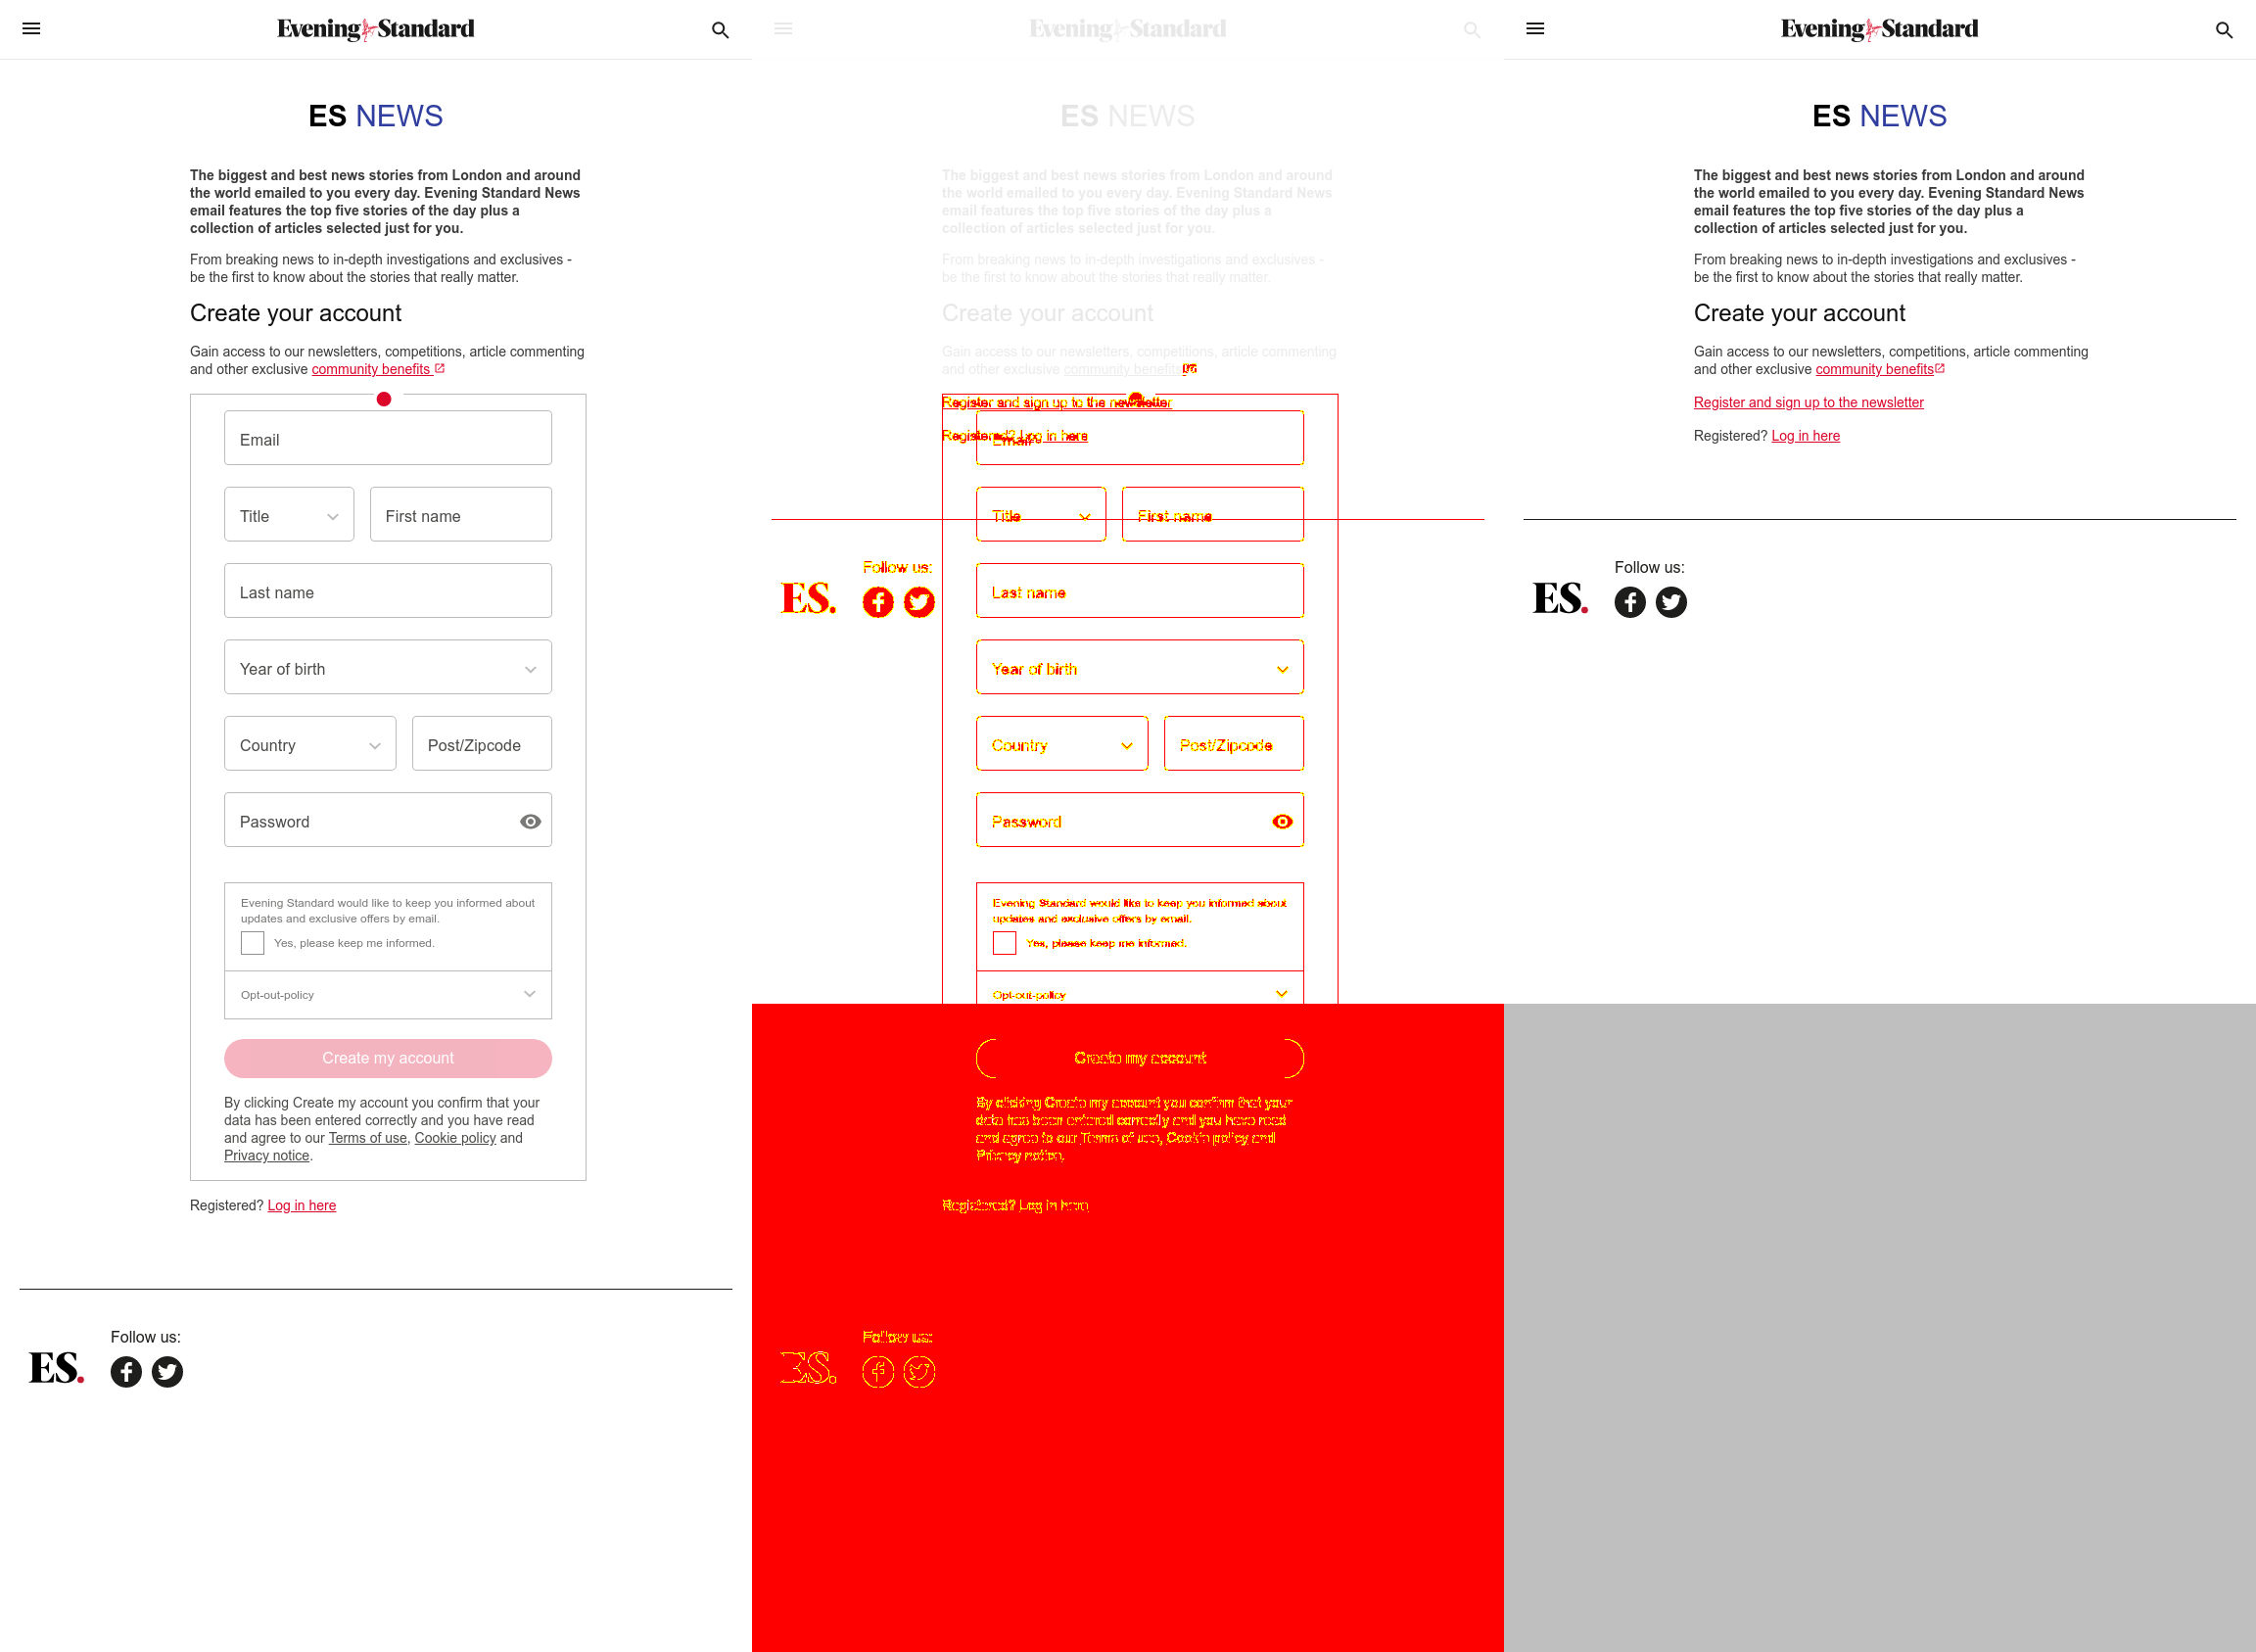 Evening Standard
ES NEWS
The biggest and best news stories from London and around
the world emailed to you every day. Evening Standard News
email features the top five stories of the day plus a
collection of articles selected just for you.
From breaking news to in-depth investigations and exclusives -
be the first to know about the stories that really matter.
Create your account
Gain access to our newsletters, competitions, article commenting
and other exclusive community benefits
Email
Title
First name
Last name
Year of birth
Country
Post/Zipcode
Password
Evening Standard would like to keep you informed about
updates and exclusive offers by email.
Yes, please keep me informed.
Opt-out-policy
Create my account
By clicking Create my account you confirm that your
data has been entered correctly and you have read
and agree to our Terms of use, Cookie policy and
Privacy notice.
Registered? Log in here
Follow us:
ES.
Evening Standard
ES NEWS
The biggest and best news stories from London and around
the world emailed to you every day. Evening Standard News
email features the top five stories of the day plus a
collection of articles selected just for you.
From breaking news to in-depth investigations and exclusives -
be the first to know about the stories that really matter.
Create your account
Gain access to our newsletters, competitions, article commenting
and other exclusive community benefits
Register and sign up to the newsletter
Registered? Log in here
Email
Title
First name
Follow us:
ES.
Last name
Year of birth
Country
Post/Zipcode
Password
Evening Standard would like to keep you informed about
updates and exclusive offers by email.
Yes, please keep me informed.
Opt-out-policy
Create my account
By clicking Create my account you confirm that your
data has been entered correctly and you have read
and agree to our Terms of use, Cookie policy and
Privacy notice.
Registered? Log in here
Follow us:
ES.
Evening Standard
ES NEWS
The biggest and best news stories from London and around
the world emailed to you every day. Evening Standard News
email features the top five stories of the day plus a
collection of articles selected just for you.
From breaking news to in-depth investigations and exclusives -
be the first to know about the stories that really matter.
Create your account
Gain access to our newsletters, competitions, article commenting
and other exclusive community benefits
Register and sign up to the newsletter
Registered? Log in here
Follow us:
ES.